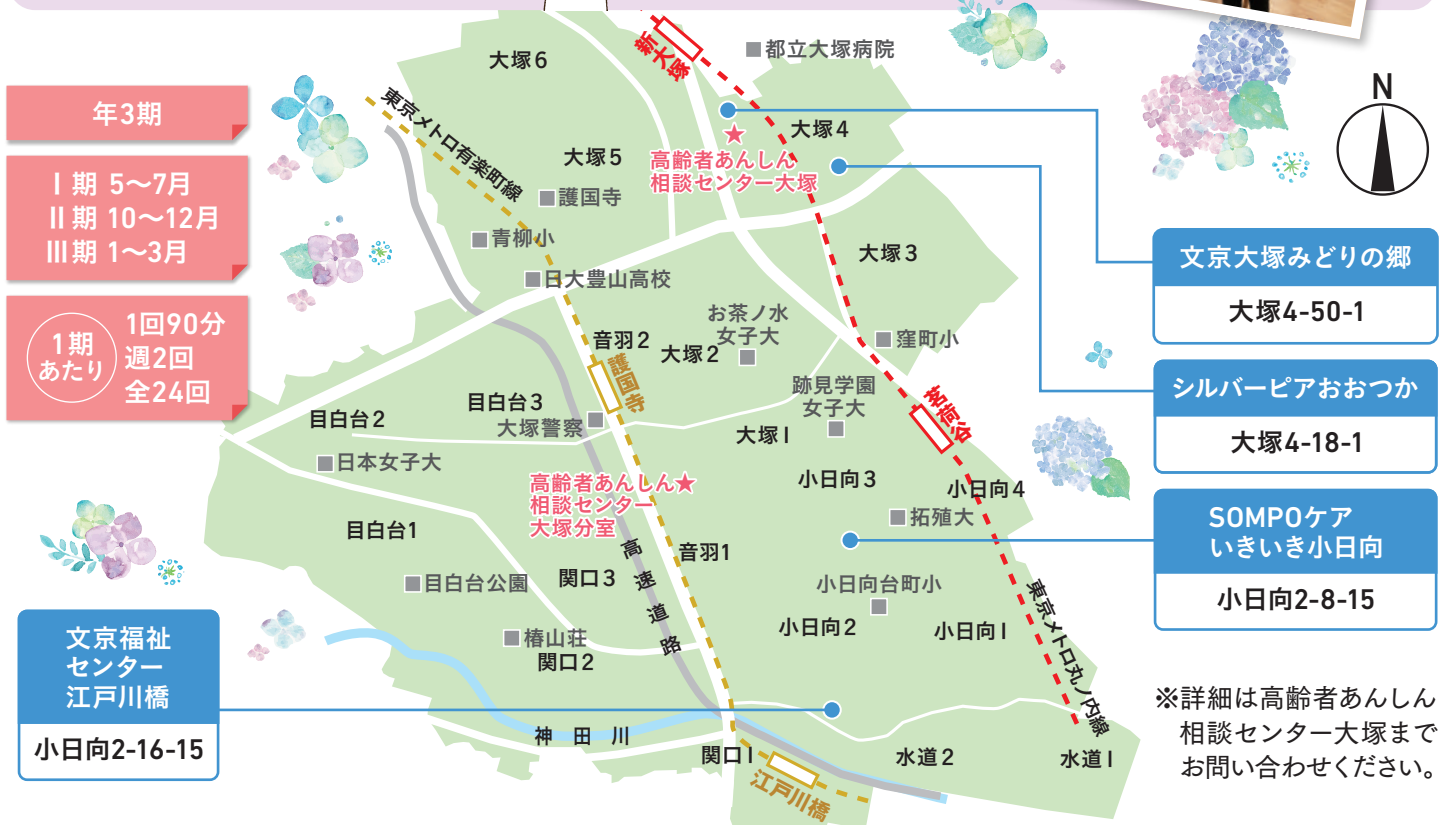 年3期
Ⅰ期 5〜7月
Ⅱ期 10〜12月
Ⅲ期 1〜3月
1期
あたり
1回90分
週2回
全24回
大塚6
新大塚
都立大塚病院
N
東京メトロ有楽町線
大塚5
大塚4
高齢者あんしん
相談センター大塚
護国寺
青柳小
日大豊山高校
大塚3
お茶ノ水
女子大
音羽2
大塚2
窪町小
護国寺
跡見学園
女子大
茗荷谷
目白台2
目白台3
大塚警察
大塚1
日本女子大
高齢者あんしん
相談センター
大塚分室
小日向3
小日向4
拓殖大
目白台1
高速道路
音羽1
関口3
目白台公園
小日向台町小
椿山荘
関口2
小日向2
小日向1
東京メトロ丸ノ内線
神田川
関口1
江戸川橋
水道2
水道1
文京大塚みどりの郷
大塚4-50-1
シルバーピアおおつか
大塚4-18-1
SOMPOケア
いきいき小日向
小日向2-8-15
文京福祉
センター
江戸川橋
小日向2-16-15
※詳細は高齢者あんしん
相談センター大塚まで
お問い合わせください。